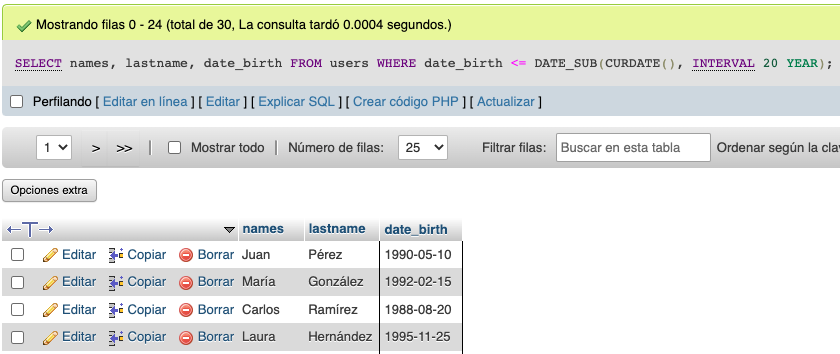 Mostrando filas 0 - 24 (total de 30, La consulta tardó 0.0004 segundos.)
SELECT names, lastname, date_birth FROM users WHERE date_birth <= DATE_SUB(CURDATE(), INTERVAL 20 YEAR);
Perfilando [ Editar en línea ] [ Editar ] [ Explicar SQL ] [ Crear código PHP ] [ Actualizar ]
1 > >> | Mostrar todo | Número de filas: 25 Filtrar filas: Buscar en esta tabla Ordenar según la cla
Opciones extra
names lastname date_birth
Editar Copiar Borrar Juan Pérez 1990-05-10
Editar Copiar Borrar María González 1992-02-15
Editar Copiar Borrar Carlos Ramírez 1988-08-20
Editar Copiar Borrar Laura Hernández 1995-11-25